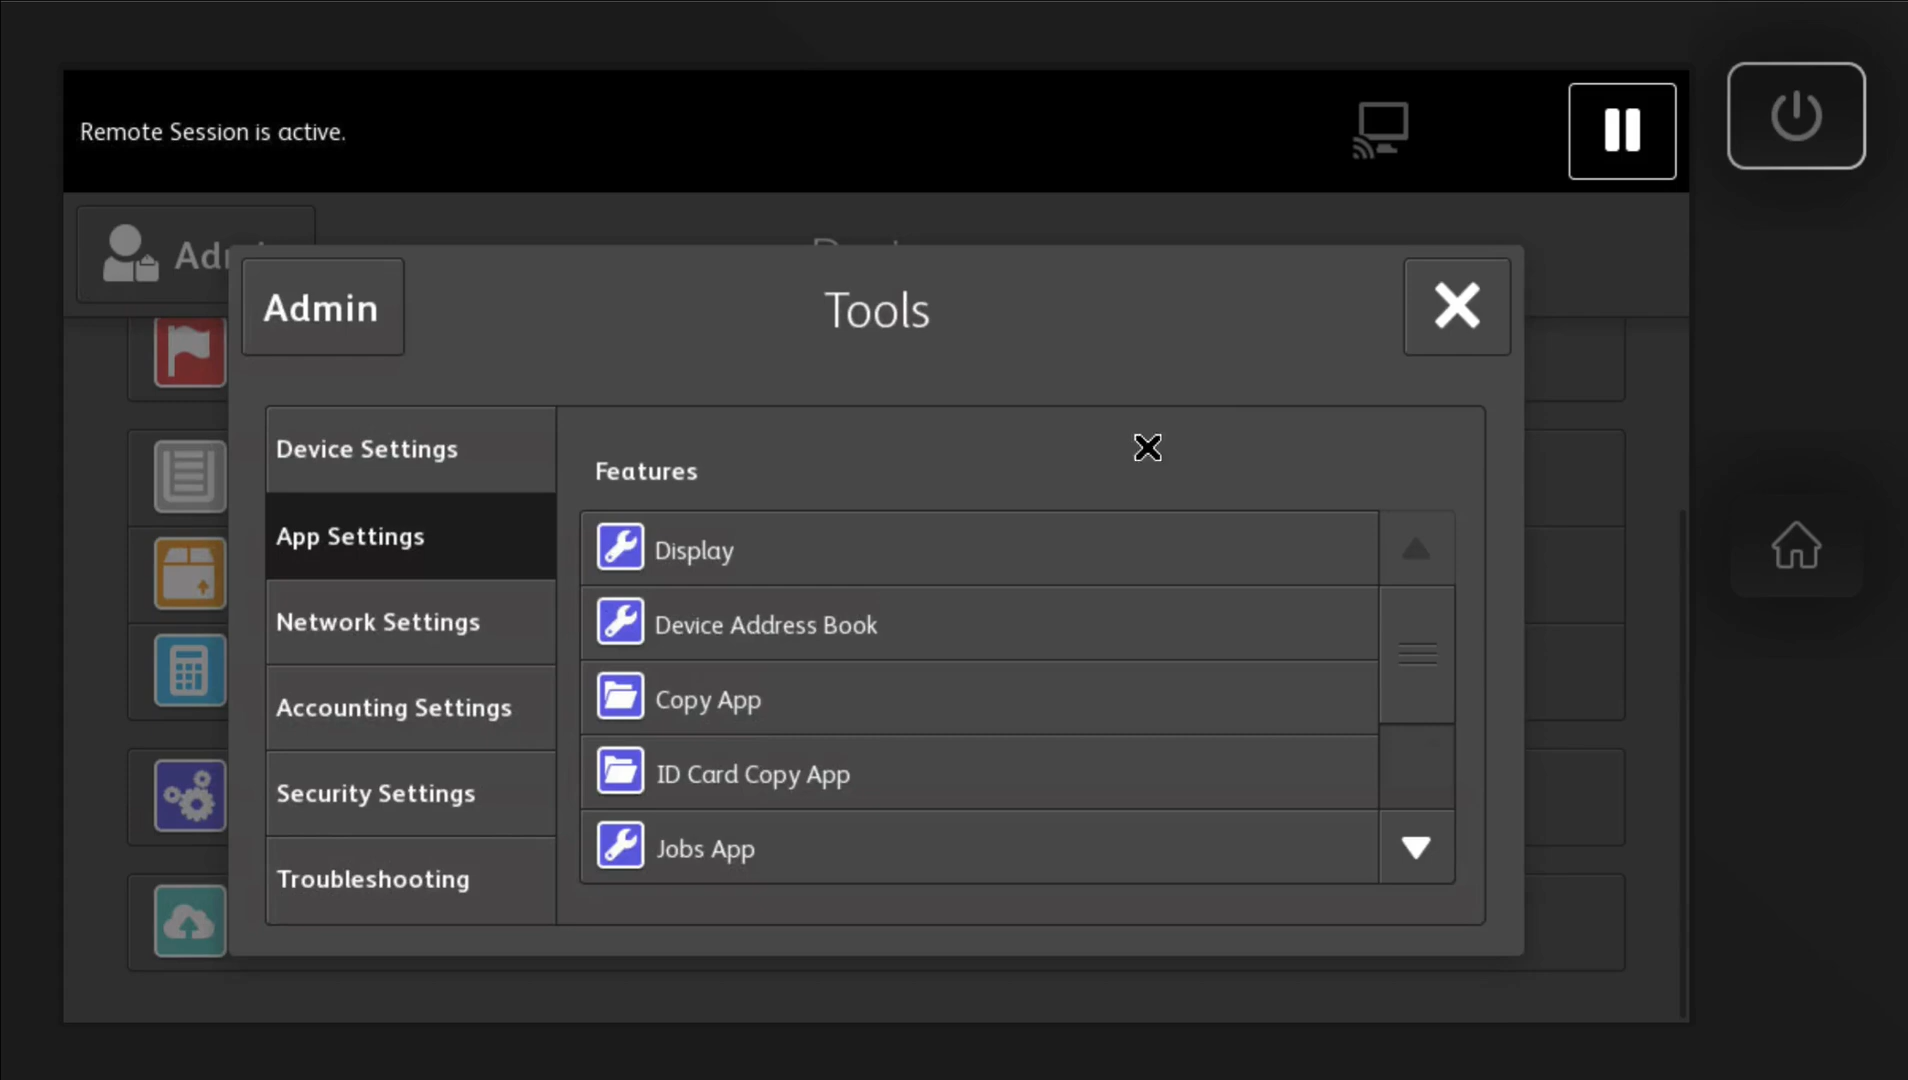 Remote Session is active.
Admin
Tools
Device Settings
App Settings
Network Settings
Accounting Settings
Security Settings
Troubleshooting
Features
Display
Device Address Book
Copy App
ID Card Copy App
Jobs App